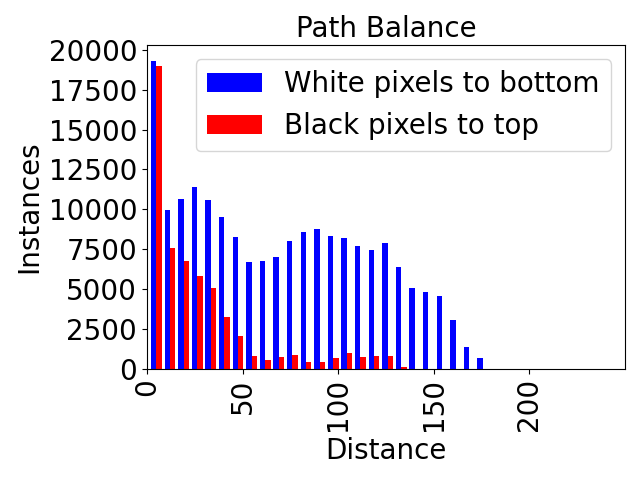 Path Balance
20000
17500
15000
12500
10000
7500
5000
2500
0
Instances
White pixels to bottom
Black pixels to top
0
50
100
150
200
Distance